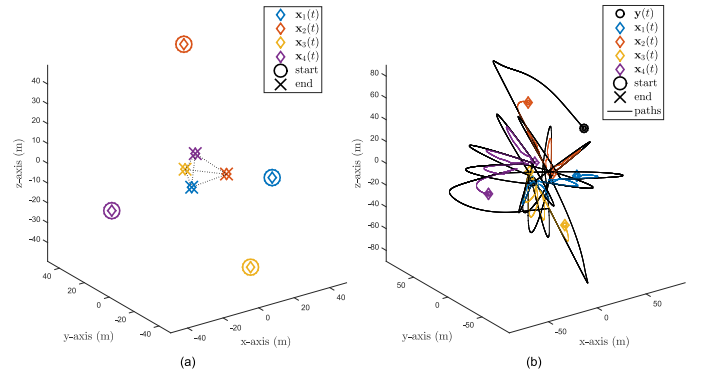 x₁(t)
x₂(t)
x₃(t)
x₄(t)
start
end
40
30
20
10
0
-10
-20
-30
-40
z-axis (m)
40
20
0
-20
-40
y-axis (m)
-40
-20
0
20
40
x-axis (m)
(a)
y(t)
x₁(t)
x₂(t)
x₃(t)
x₄(t)
start
end
paths
80
60
40
20
0
-20
-40
-60
-80
z-axis (m)
50
0
-50
y-axis (m)
-50
0
50
x-axis (m)
(b)